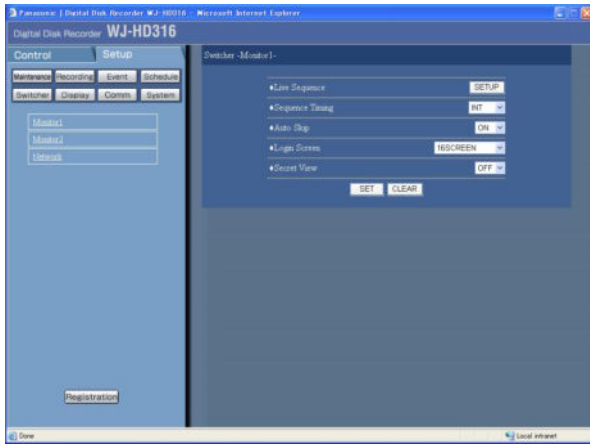 Panasonic | Digital Disk Recorder WJ-HD316 - Microsoft Internet Explorer
Digital Disk Recorder WJ-HD316
Control Setup
Switcher -Monitor1-
Maintenance Recording Event Schedule
Switcher Display Comm System
Monitor1
Monitor2
Network
♦Live Sequence SETUP
♦Sequence Timing INT
♦Auto Skip ON
♦Login Screen 16SCREEN
♦Secret View OFF
SET CLEAR
Registration
Done Local intranet